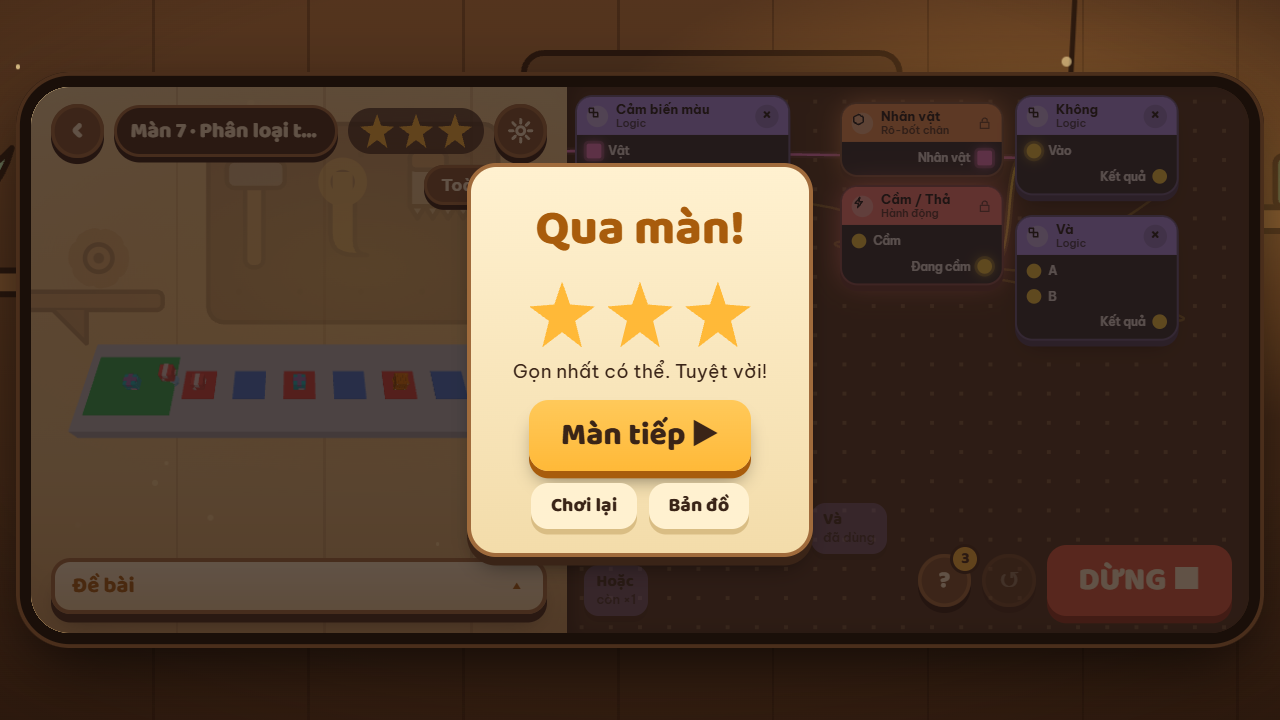 Màn 7 • Phân loại t...
Cảm biến màu
Logic
Vật
Nhân vật
Rô-bốt chân
Nhân vật
Không
Logic
Vào
Kết quả
Cầm / Thả
Hành động
Cầm
Đang cầm
Và
Logic
A
B
Kết quả
Qua màn!
Gọn nhất có thể. Tuyệt vời!
Màn tiếp ▶
Chơi lại
Bản đồ
Và
đã dùng
Hoặc
còn ×1
Đề bài
?
3
DỪNG